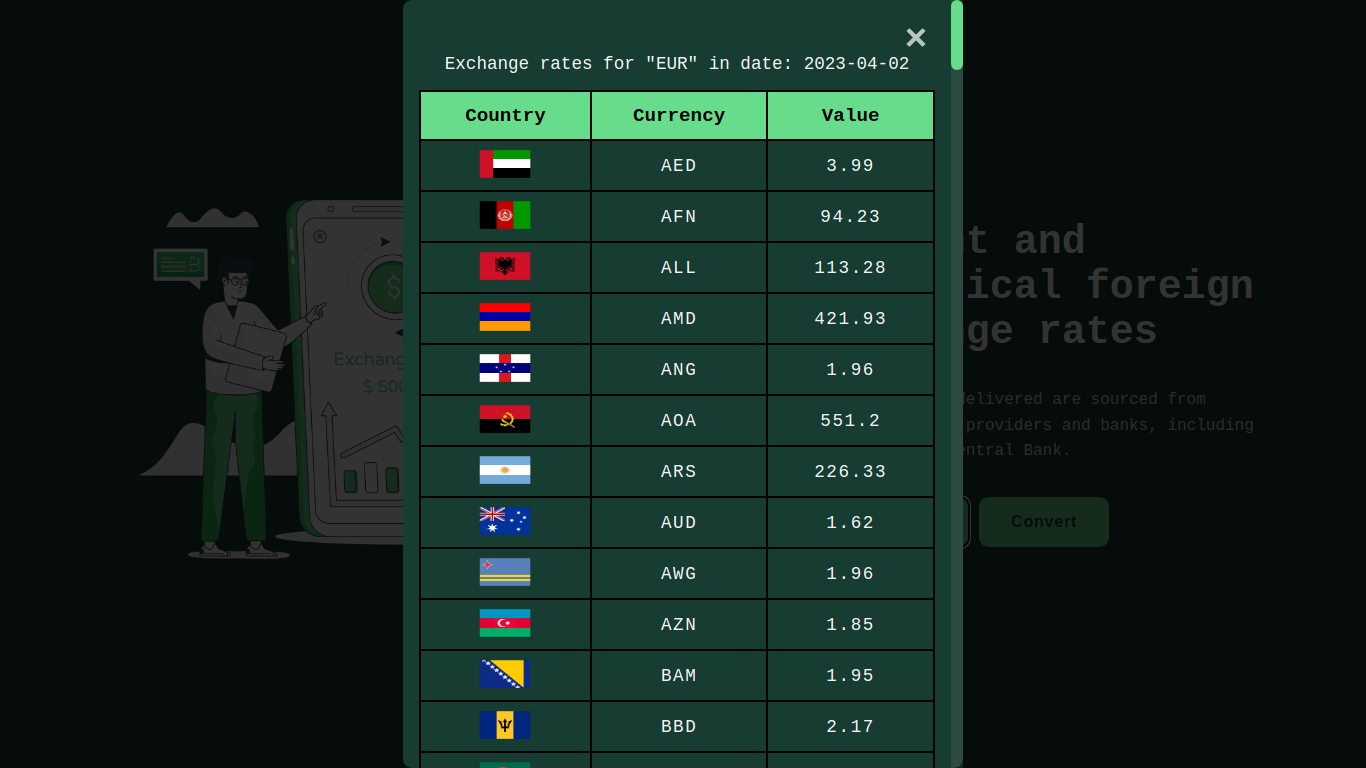 ×
Exchange rates for "EUR" in date: 2023-04-02
Country Currency Value
AED 3.99
AFN 94.23
ALL 113.28
AMD 421.93
ANG 1.96
AOA 551.2
ARS 226.33
AUD 1.62
AWG 1.96
AZN 1.85
BAM 1.95
BBD 2.17
B
$
Exchang
$ 500
t and
ical foreign
ge rates
delivered are sourced from
providers and banks, including
entral Bank.
Convert